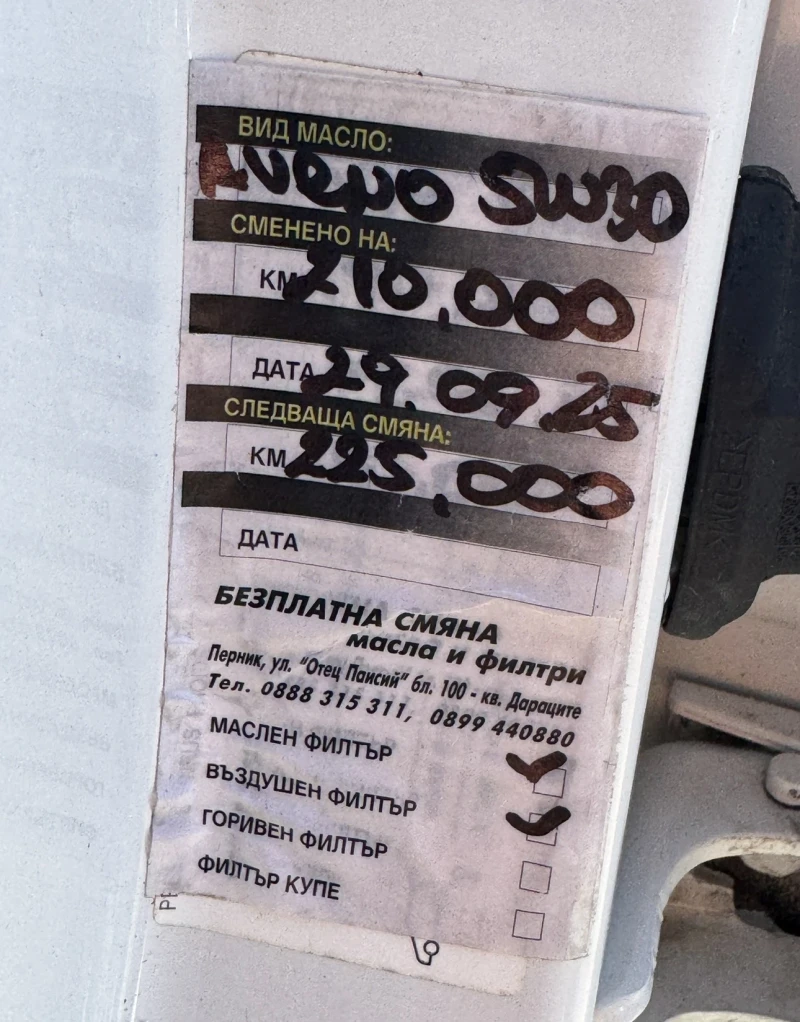 ВИД МАСЛО:
Aveno 5W30
СМЕНЕНО НА:
КМ 210.000
ДАТА 29.09.25
СЛЕДВАЩА СМЯНА:
КМ 225.000
ДАТА
БЕЗПЛАТНА СМЯНА
масла и филтри
Перник, ул. "Отец Паисий" бл. 100 - кв. Дараците
Тел. 0888 315 311, 0899 440880
МАСЛЕН ФИЛТЪР
ВЪЗДУШЕН ФИЛТЪР
ГОРИВЕН ФИЛТЪР
ФИЛТЪР КУПЕ